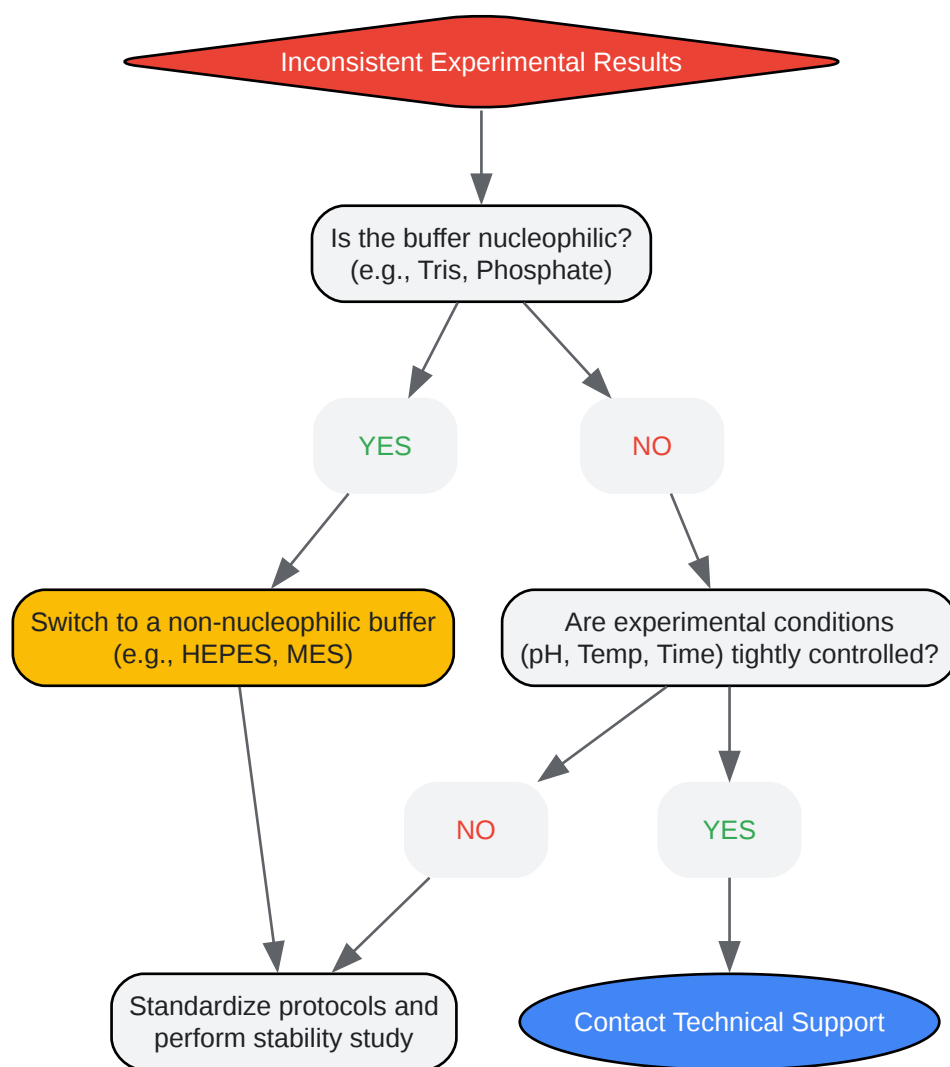 Inconsistent Experimental Results
Is the buffer nucleophilic?
(e.g., Tris, Phosphate)
YES
NO
Switch to a non-nucleophilic buffer
(e.g., HEPES, MES)
Are experimental conditions
(pH, Temp, Time) tightly controlled?
NO
YES
Standardize protocols and
perform stability study
Contact Technical Support